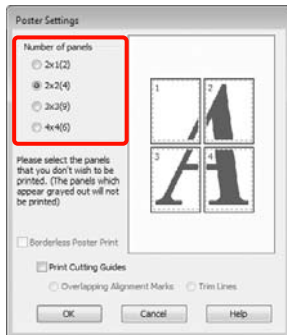 Poster Settings
Number of panels
2x1(2)
2x2(4)
3x3(9)
4x4(6)
1
2
3
4
Please select the panels
that you don't wish to be
printed. (The panels which
appear grayed out will not
be printed)
Borderless Poster Print
Print Cutting Guides
Overlapping Alignment Marks
Trim Lines
OK
Cancel
Help